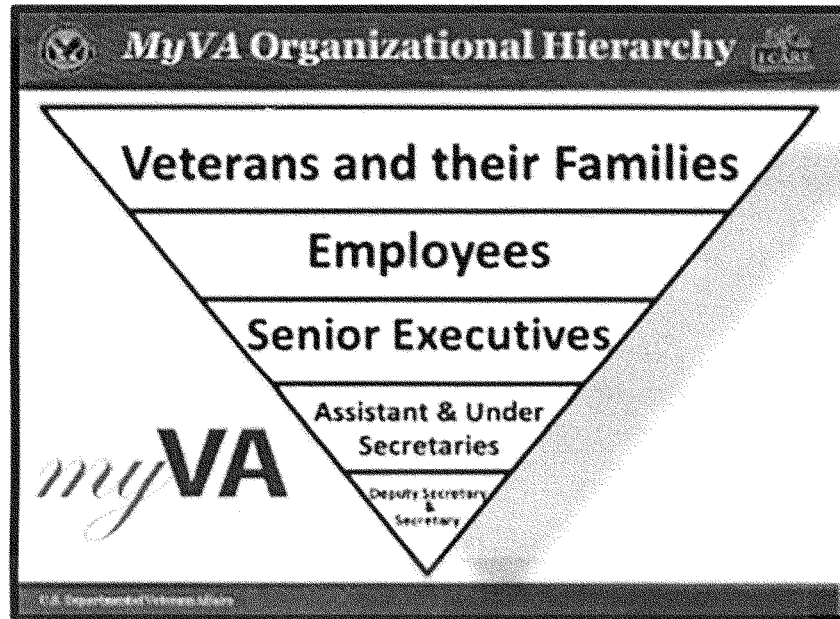 MyVA Organizational Hierarchy
I CARE
Veterans and their Families
Employees
Senior Executives
Assistant & Under
Secretaries
Deputy Secretary
&
Secretary
myVA
U.S. Department of Veterans Affairs